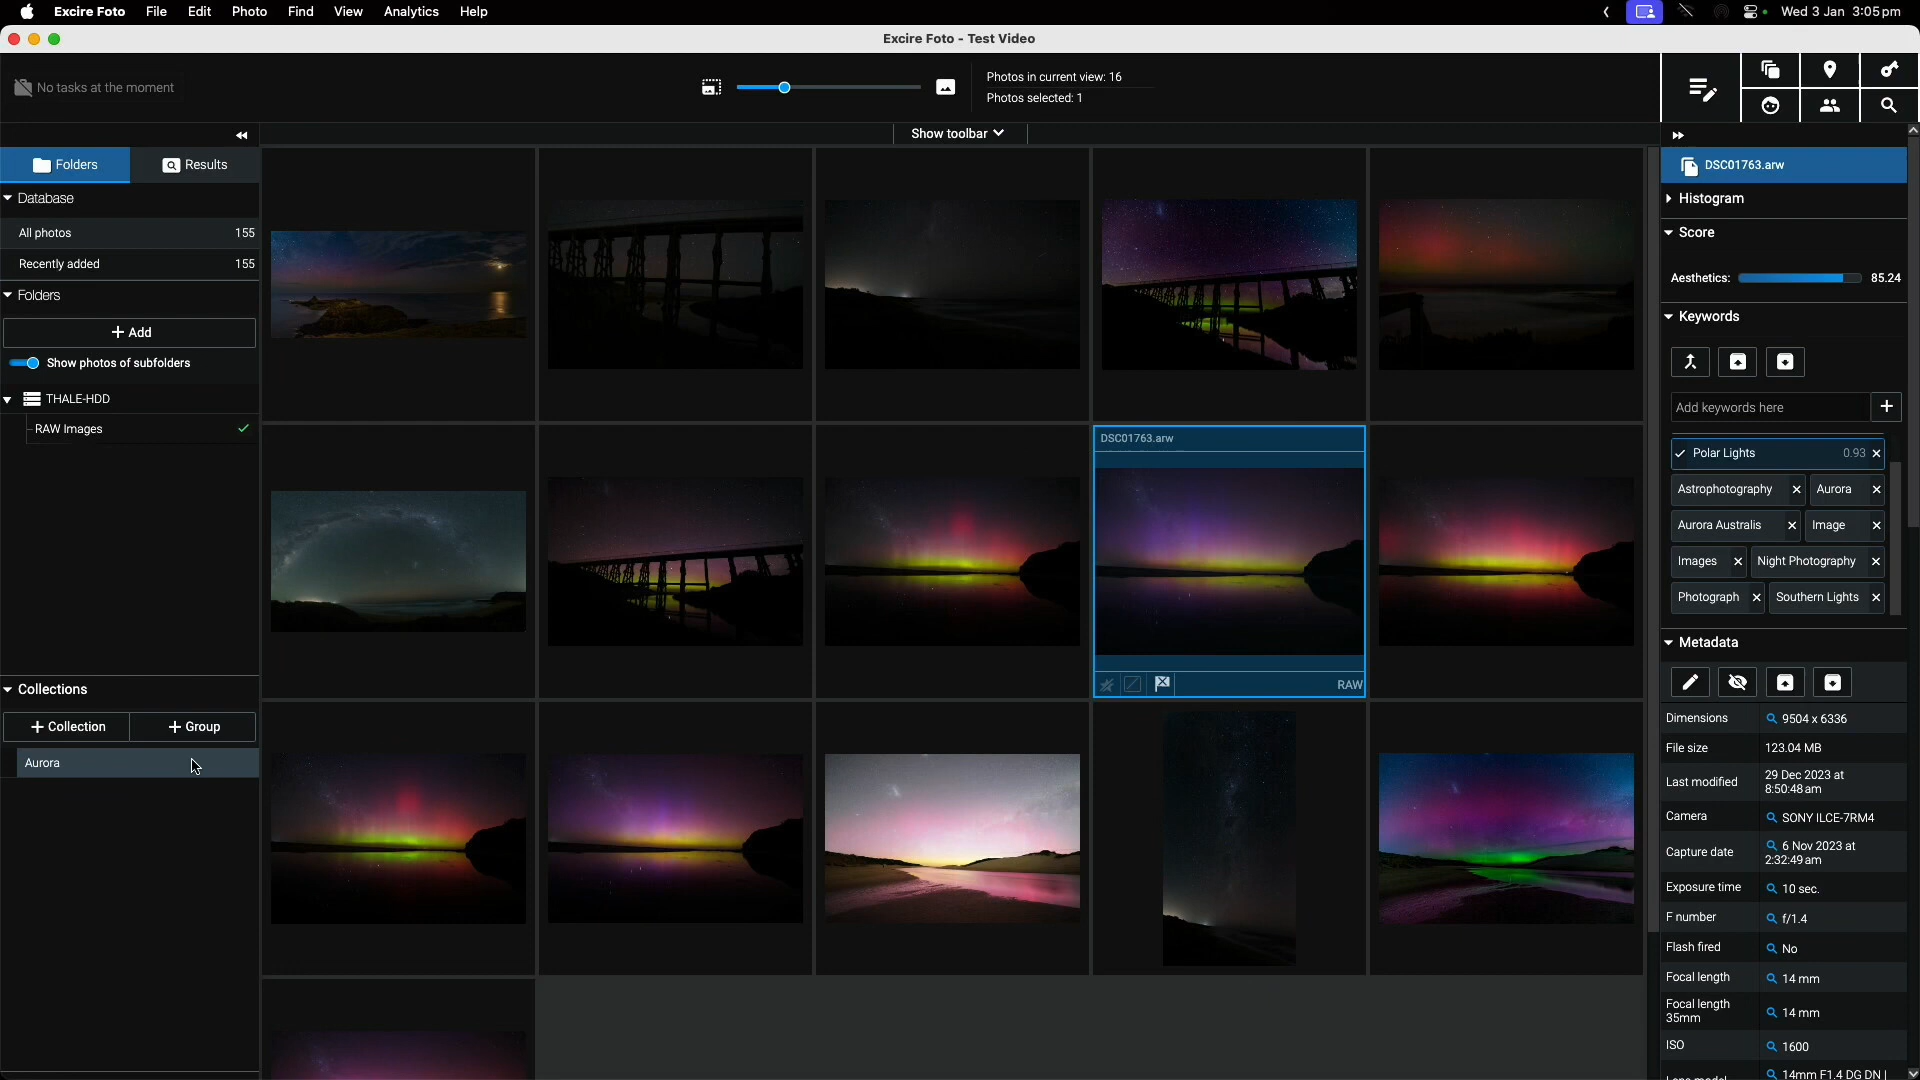 Excire Foto File Edit Photo Find View Analytics Help
Wed 3 Jan 3:05 pm
Excire Foto - Test Video
No tasks at the moment
Photos in current view: 16
Photos selected: 1
Show toolbar
Folders
Results
Database
All photos 155
Recently added 155
Folders
+ Add
Show photos of subfolders
THALE-HDD
RAW Images
Collections
+ Collection
+ Group
Aurora
DSC01763.arw
RAW
DSC01763.arw
Histogram
Score
Aesthetics: 85.24
Keywords
Add keywords here
+
Polar Lights 0.93
Astrophotography
Aurora
Aurora Australis
Image
Images
Night Photography
Photograph
Southern Lights
Metadata
Dimensions 9504 x 6336
File size 123.04 MB
Last modified 29 Dec 2023 at
8:50:48 am
Camera SONY ILCE-7RM4
Capture date 6 Nov 2023 at
2:32:49 am
Exposure time 10 sec.
F number f/1.4
Flash fired No
Focal length 14 mm
Focal length
35mm 14 mm
ISO 1600
14mm F1.4 DG DN |